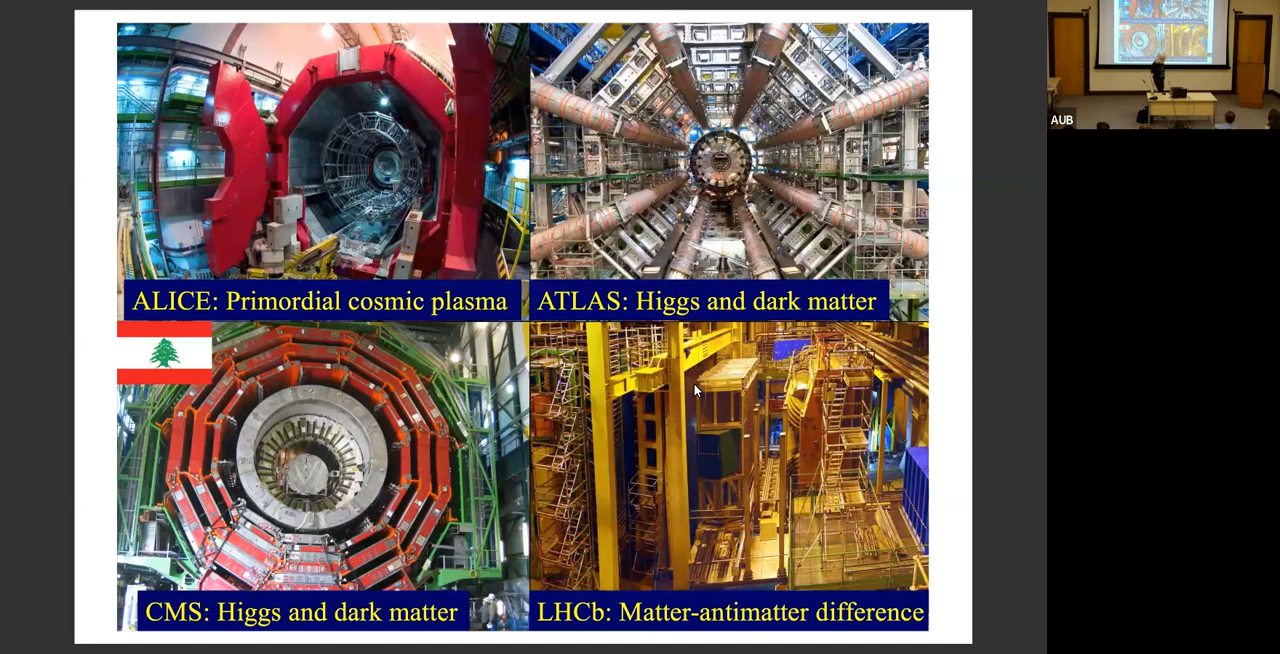 ALICE: Primordial cosmic plasma
ATLAS: Higgs and dark matter
CMS: Higgs and dark matter
LHCb: Matter-antimatter difference
AUB